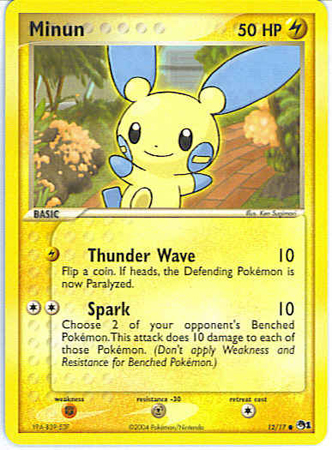 Minun 50 HP
BASIC
Illus. Ken Sugimori
Thunder Wave 10
Flip a coin. If heads, the Defending Pokémon is
now Paralyzed.
Spark 10
Choose 2 of your opponent's Benched
Pokémon. This attack does 10 damage to each of
those Pokémon. (Don't apply Weakness and
Resistance for Benched Pokémon.)
weakness resistance -30 retreat cost
©2004 Pokémon/Nintendo 12/17